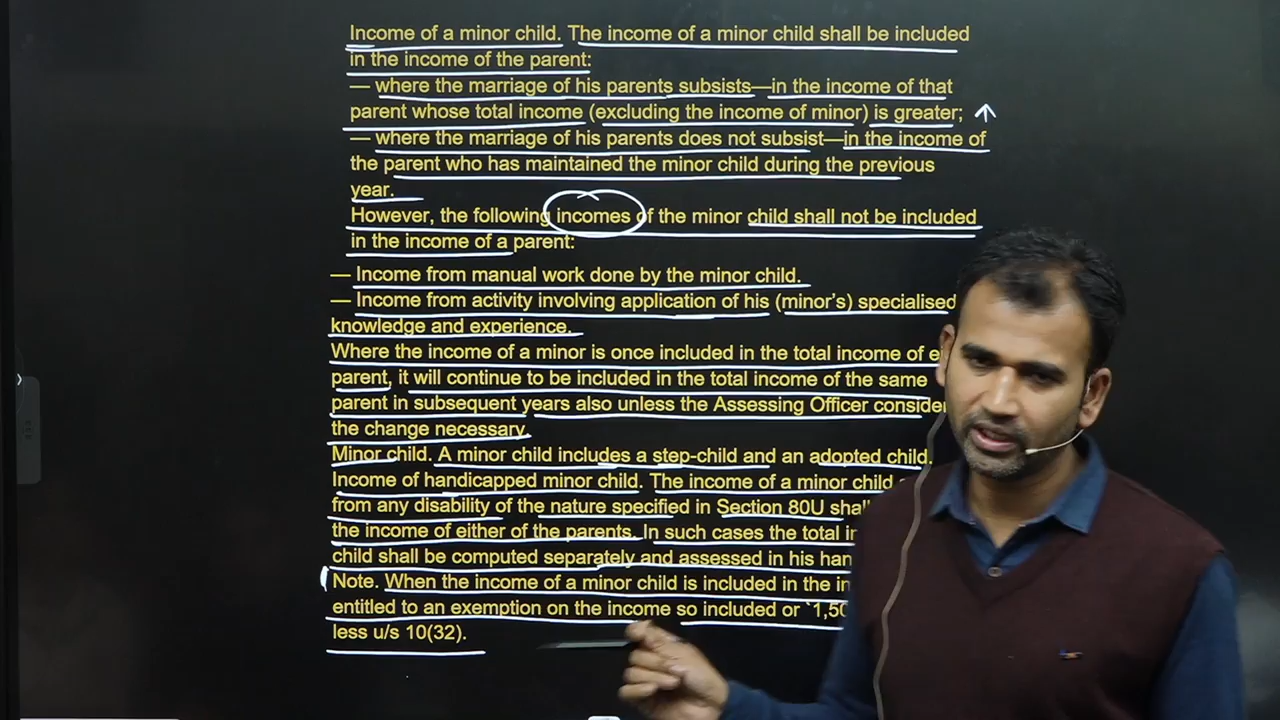 Income of a minor child. The income of a minor child shall be included
in the income of the parent:
— where the marriage of his parents subsists—in the income of that
parent whose total income (excluding the income of minor) is greater;
— where the marriage of his parents does not subsist—in the income of
the parent who has maintained the minor child during the previous
year.
However, the following incomes of the minor child shall not be included
in the income of a parent:
— Income from manual work done by the minor child.
— Income from activity involving application of his (minor's) specialised
knowledge and experience.
Where the income of a minor is once included in the total income of
parent, it will continue to be included in the total income of the same
parent in subsequent years also unless the Assessing Officer
the change necessary.
Minor child. A minor child includes a step-child and an adopted child.
Income of handicapped minor child. The income of a minor child
from any disability of the nature specified in Section 80U
the income of either of the parents. In such cases the total
child shall be computed separately and assessed in his
Note. When the income of a minor child is included in the
entitled to an exemption on the income so included or
less u/s 10(32).